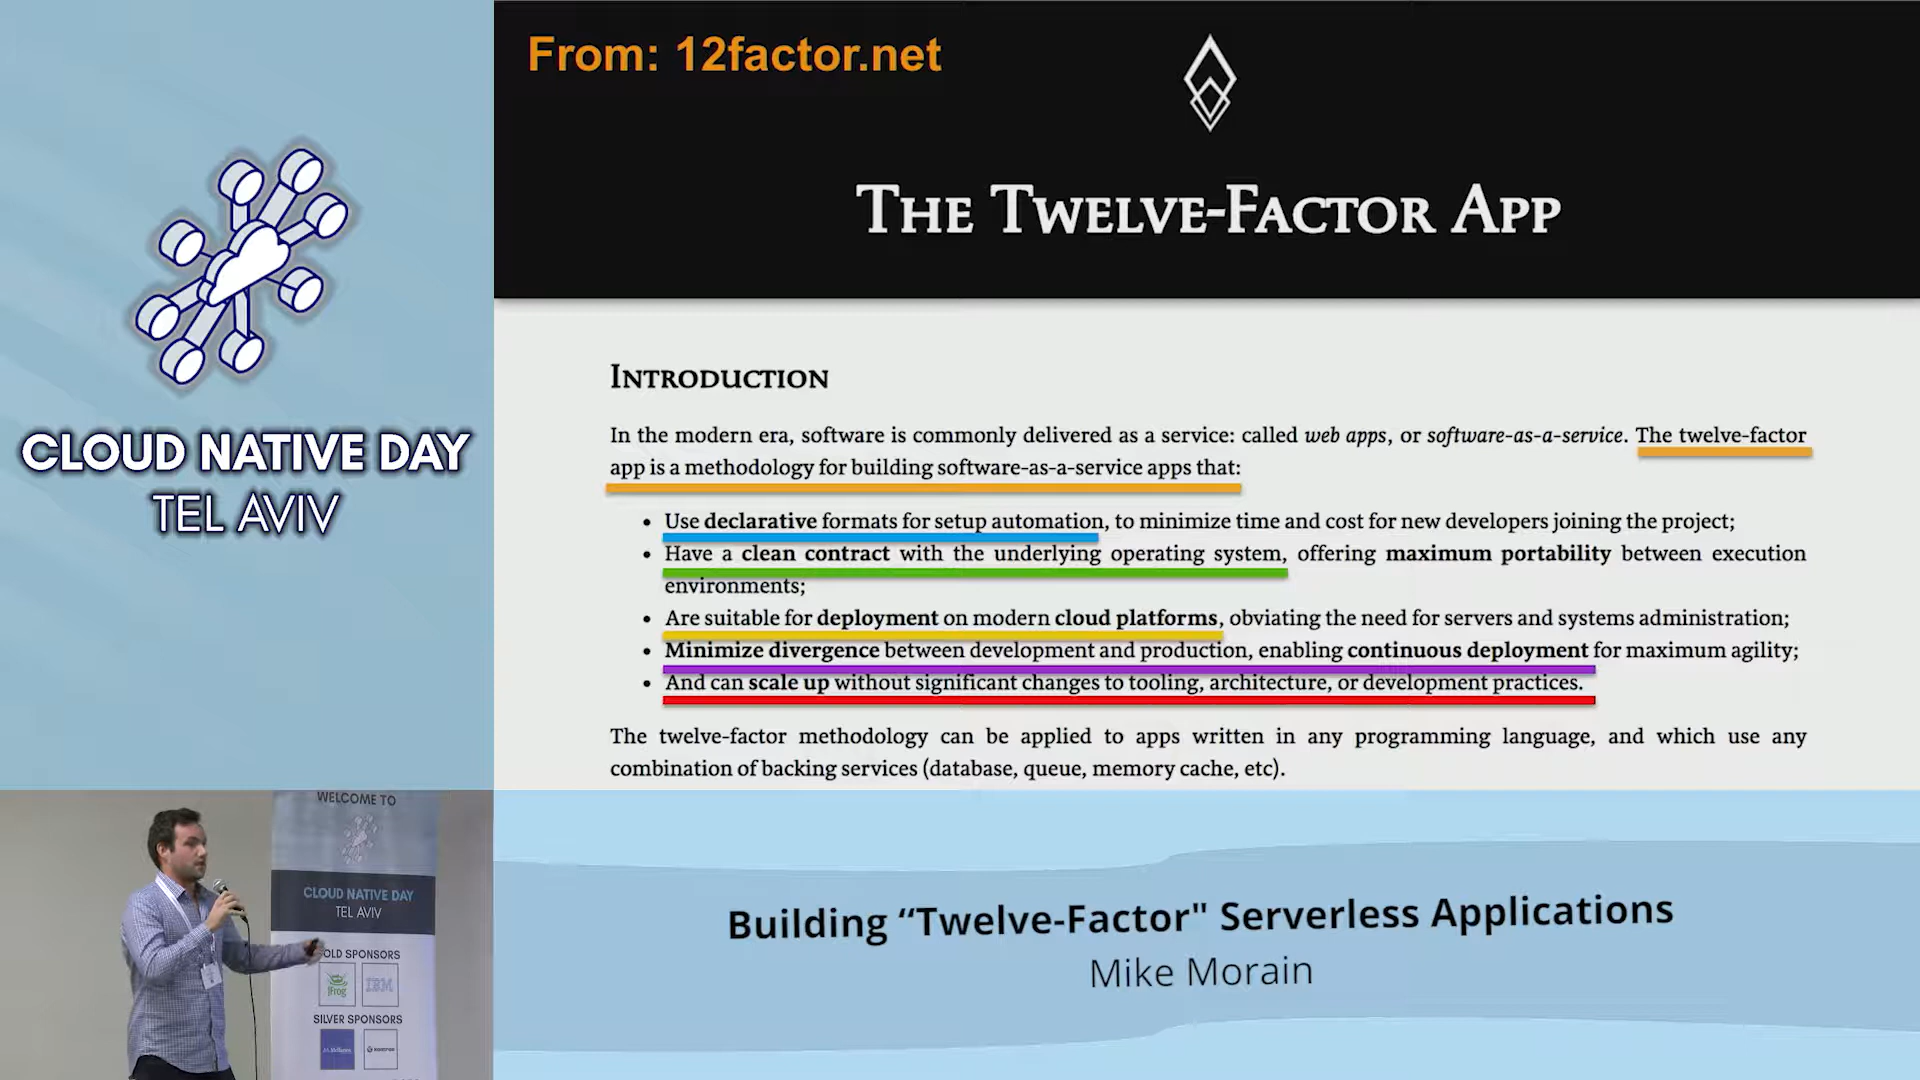 From: 12factor.net
THE TWELVE-FACTOR APP
INTRODUCTION
In the modern era, software is commonly delivered as a service: called web apps, or software-as-a-service. The twelve-factor
app is a methodology for building software-as-a-service apps that:
• Use declarative formats for setup automation, to minimize time and cost for new developers joining the project;
• Have a clean contract with the underlying operating system, offering maximum portability between execution
environments;
• Are suitable for deployment on modern cloud platforms, obviating the need for servers and systems administration;
• Minimize divergence between development and production, enabling continuous deployment for maximum agility;
• And can scale up without significant changes to tooling, architecture, or development practices.
The twelve-factor methodology can be applied to apps written in any programming language, and which use any
combination of backing services (database, queue, memory cache, etc).
CLOUD NATIVE DAY
TEL AVIV
WELCOME TO
CLOUD NATIVE DAY
TEL AVIV
OLD SPONSORS
JFrog
IBM
SILVER SPONSORS
Building “Twelve-Factor" Serverless Applications
Mike Morain